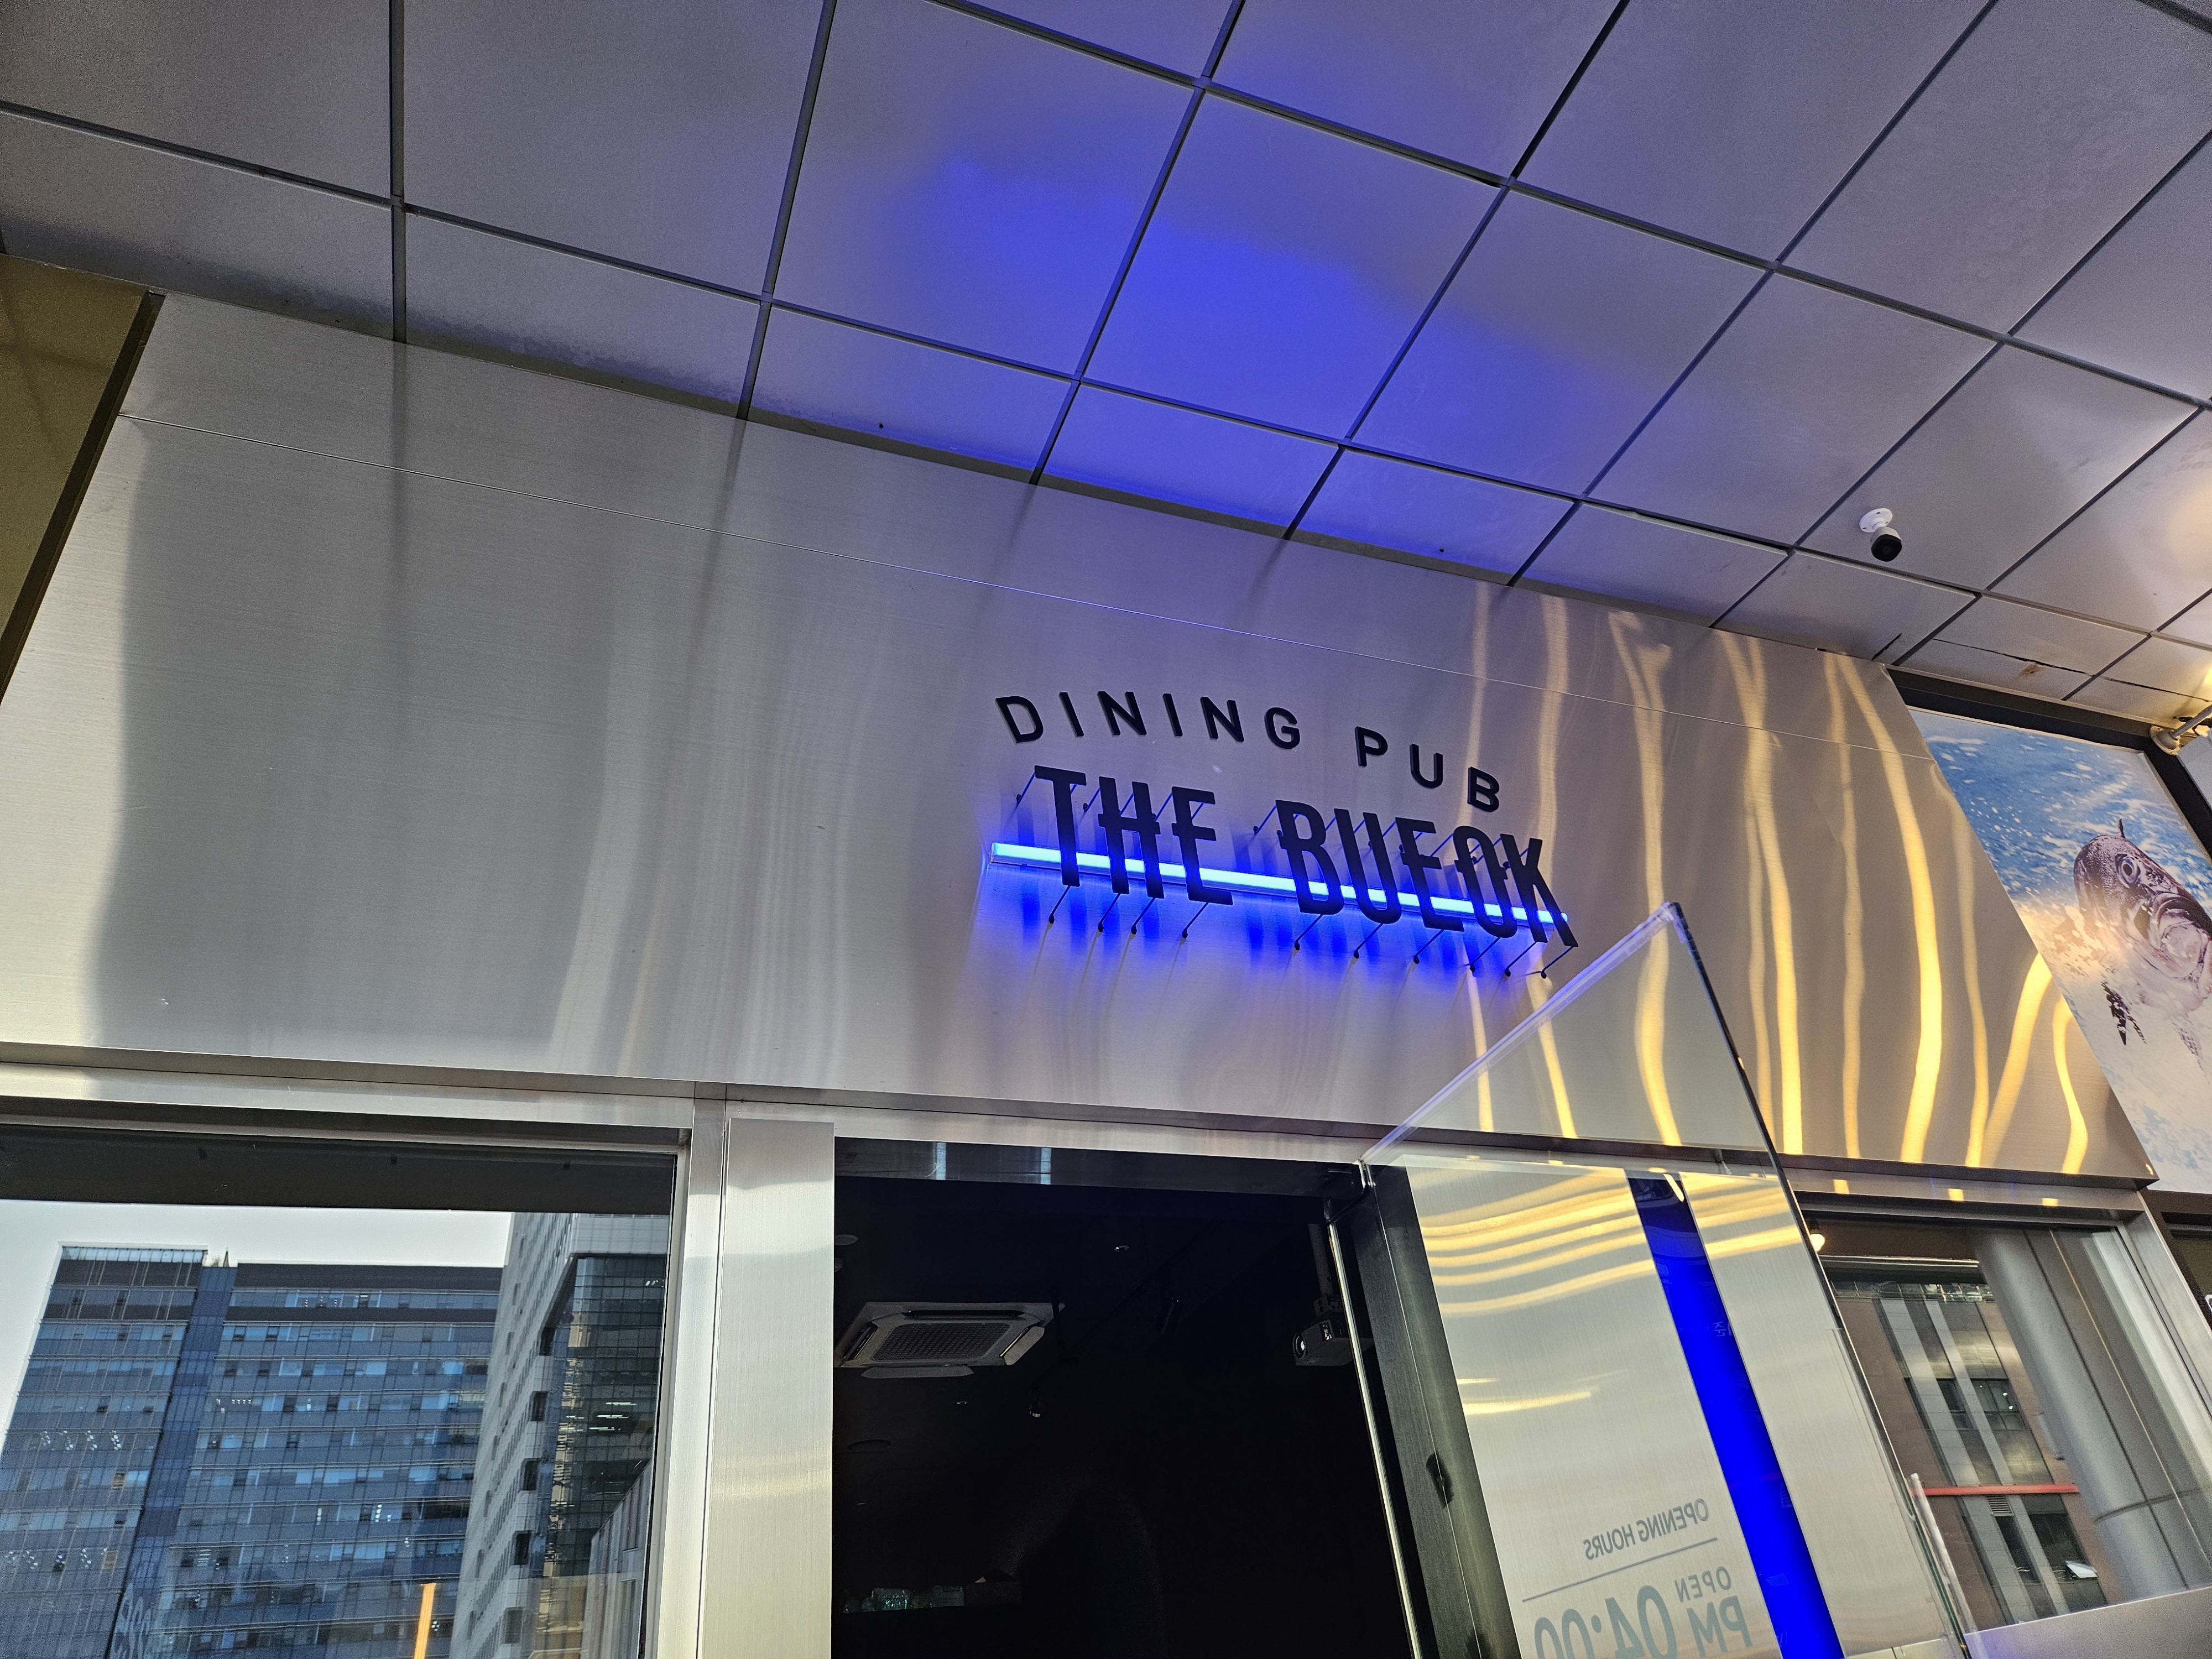 DINING PUB
THE BUEOK
OPENING HOURS
OPEN
PM 04:00